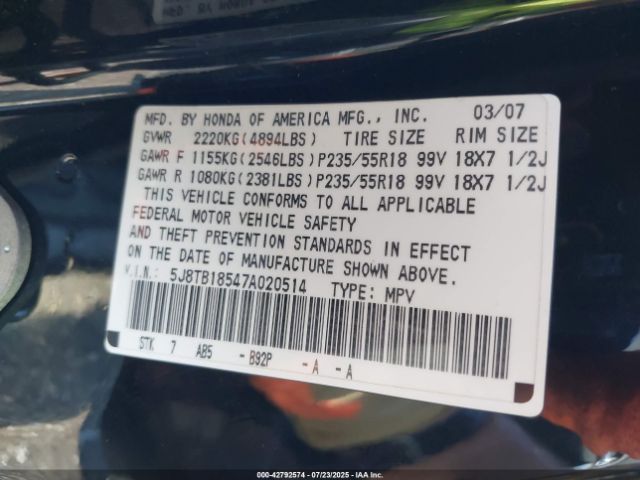 MFD. BY HONDA OF AMERICA MFG., INC. 03/07
GVWR 2220KG(4894LBS) TIRE SIZE RIM SIZE
GAWR F 1155KG(2546LBS)P235/55R18 99V 18X7 1/2J
GAWR R 1080KG(2381LBS)P235/55R18 99V 18X7 1/2J
THIS VEHICLE CONFORMS TO ALL APPLICABLE
FEDERAL MOTOR VEHICLE SAFETY
AND THEFT PREVENTION STANDARDS IN EFFECT
ON THE DATE OF MANUFACTURE SHOWN ABOVE.
V.I.N.: 5J8TB18547A020514 TYPE: MPV
STK 7 AB5 -B92P -A -A
000-42792574 | 07/23/2025 | IAA Inc.